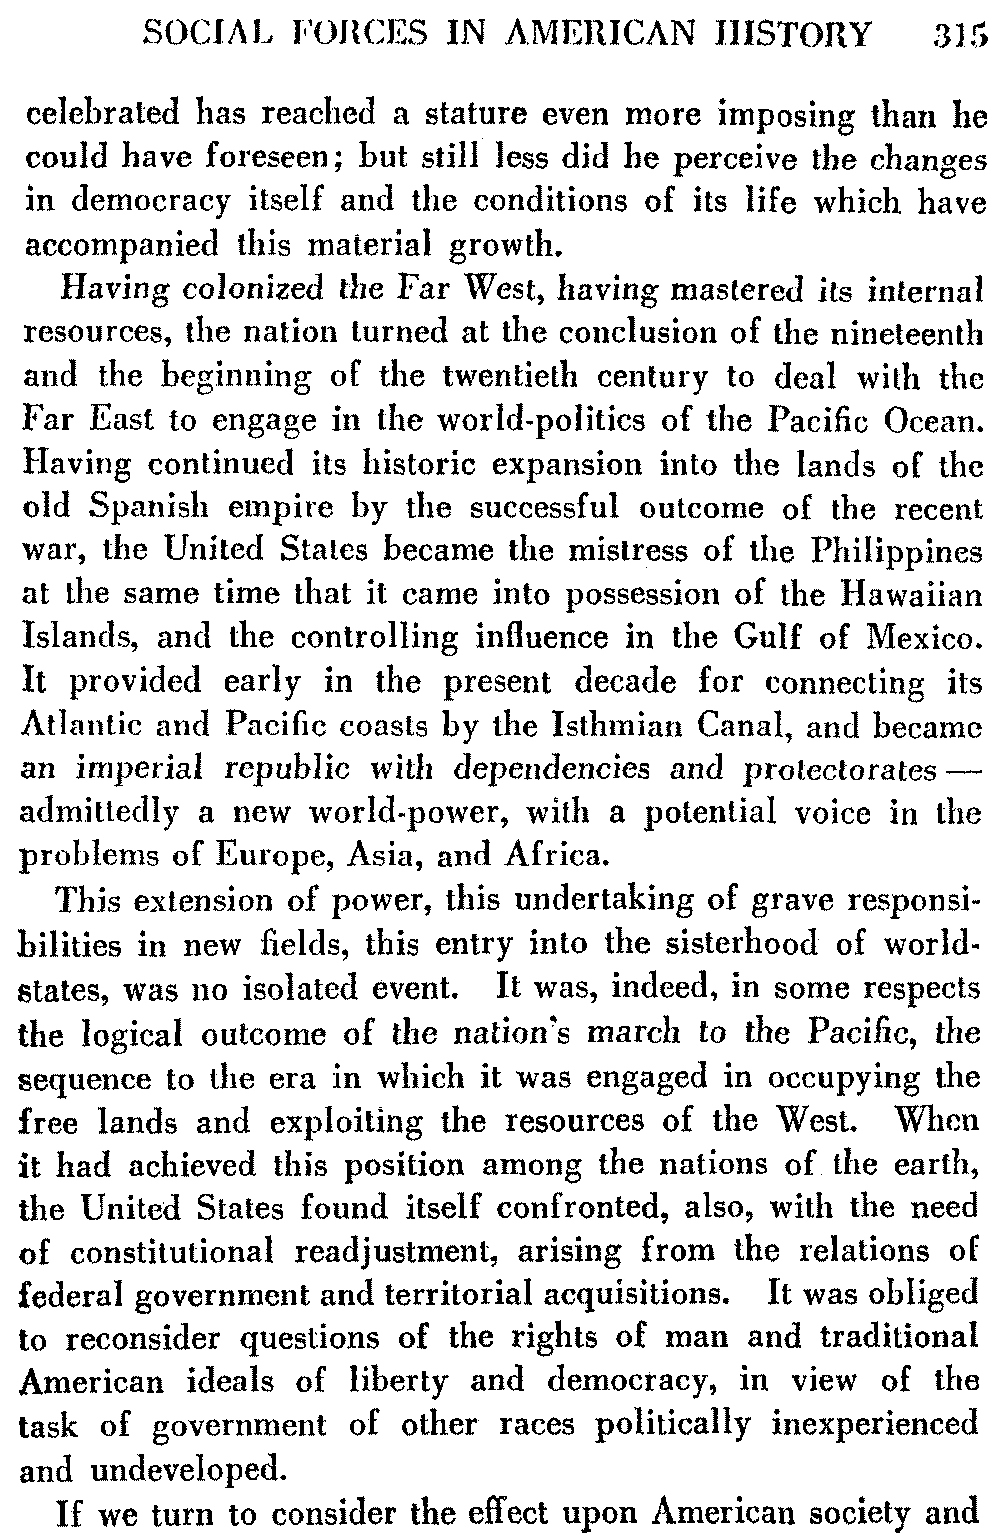 SOCIAL FORCES IN AMERICAN HISTORY 315
celebrated has reached a stature even more imposing than he
could have foreseen; but still less did he perceive the changes
in democracy itself and the conditions of its life which have
accompanied this material growth.
Having colonized the Far West, having mastered its internal
resources, the nation turned at the conclusion of the nineteenth
and the beginning of the twentieth century to deal with the
Far East to engage in the world-politics of the Pacific Ocean.
Having continued its historic expansion into the lands of the
old Spanish empire by the successful outcome of the recent
war, the United States became the mistress of the Philippines
at the same time that it came into possession of the Hawaiian
Islands, and the controlling influence in the Gulf of Mexico.
It provided early in the present decade for connecting its
Atlantic and Pacific coasts by the Isthmian Canal, and became
an imperial republic with dependencies and protectorates —
admittedly a new world-power, with a potential voice in the
problems of Europe, Asia, and Africa.
This extension of power, this undertaking of grave responsi-
bilities in new fields, this entry into the sisterhood of world-
states, was no isolated event. It was, indeed, in some respects
the logical outcome of the nation's march to the Pacific, the
sequence to the era in which it was engaged in occupying the
free lands and exploiting the resources of the West. When
it had achieved this position among the nations of the earth,
the United States found itself confronted, also, with the need
of constitutional readjustment, arising from the relations of
federal government and territorial acquisitions. It was obliged
to reconsider questions of the rights of man and traditional
American ideals of liberty and democracy, in view of the
task of government of other races politically inexperienced
and undeveloped.
If we turn to consider the effect upon American society and